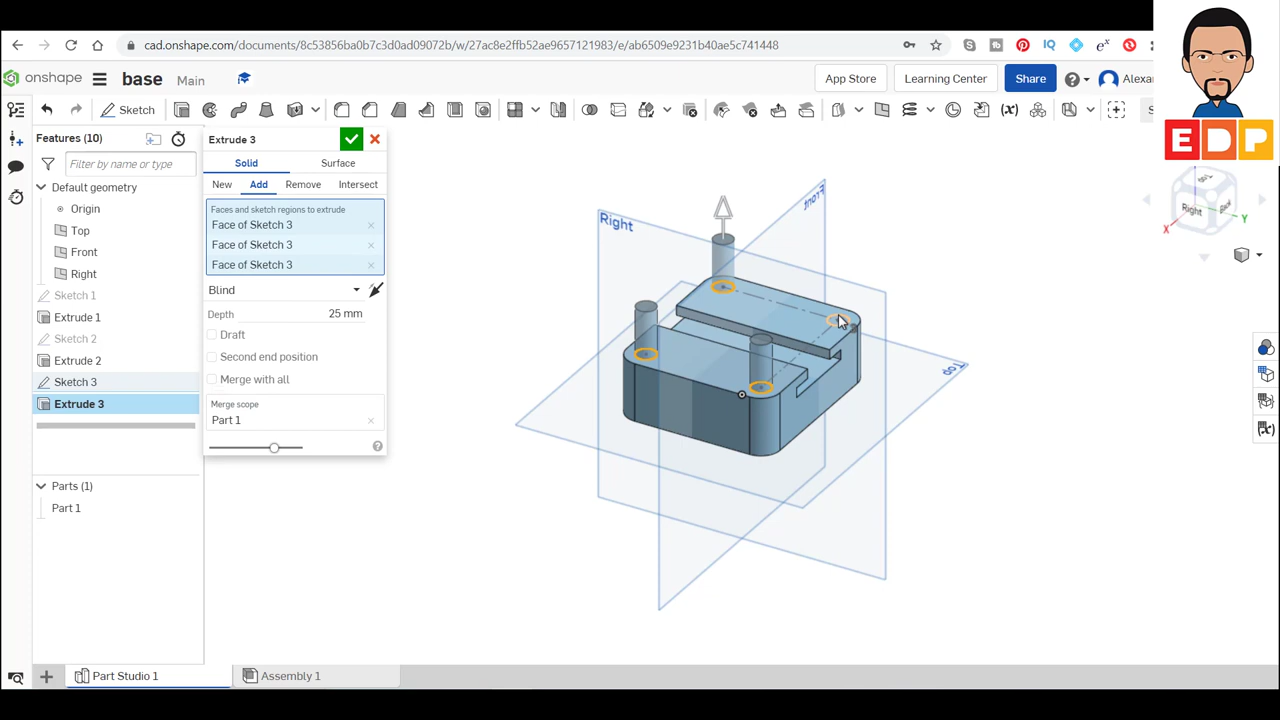 cad.onshape.com/documents/8c53856ba0b7c3d0ad09072b/w/27ac8e2ffb52ae9657121983/e/ab6509e9231b40ae5c741448
IQ
onshape
base
Main
App Store
Learning Center
Share
Alexan
EDP
Sketch
Features (10)
Filter by name or type
Default geometry
Origin
Top
Front
Right
Sketch 1
Extrude 1
Sketch 2
Extrude 2
Sketch 3
Extrude 3
Parts (1)
Part 1
Extrude 3
Solid
Surface
New
Add
Remove
Intersect
Faces and sketch regions to extrude
Face of Sketch 3
Face of Sketch 3
Face of Sketch 3
Blind
Depth
25 mm
Draft
Second end position
Merge with all
Merge scope
Part 1
Right
Front
Top
Top
Right
Back
X
Y
Part Studio 1
Assembly 1